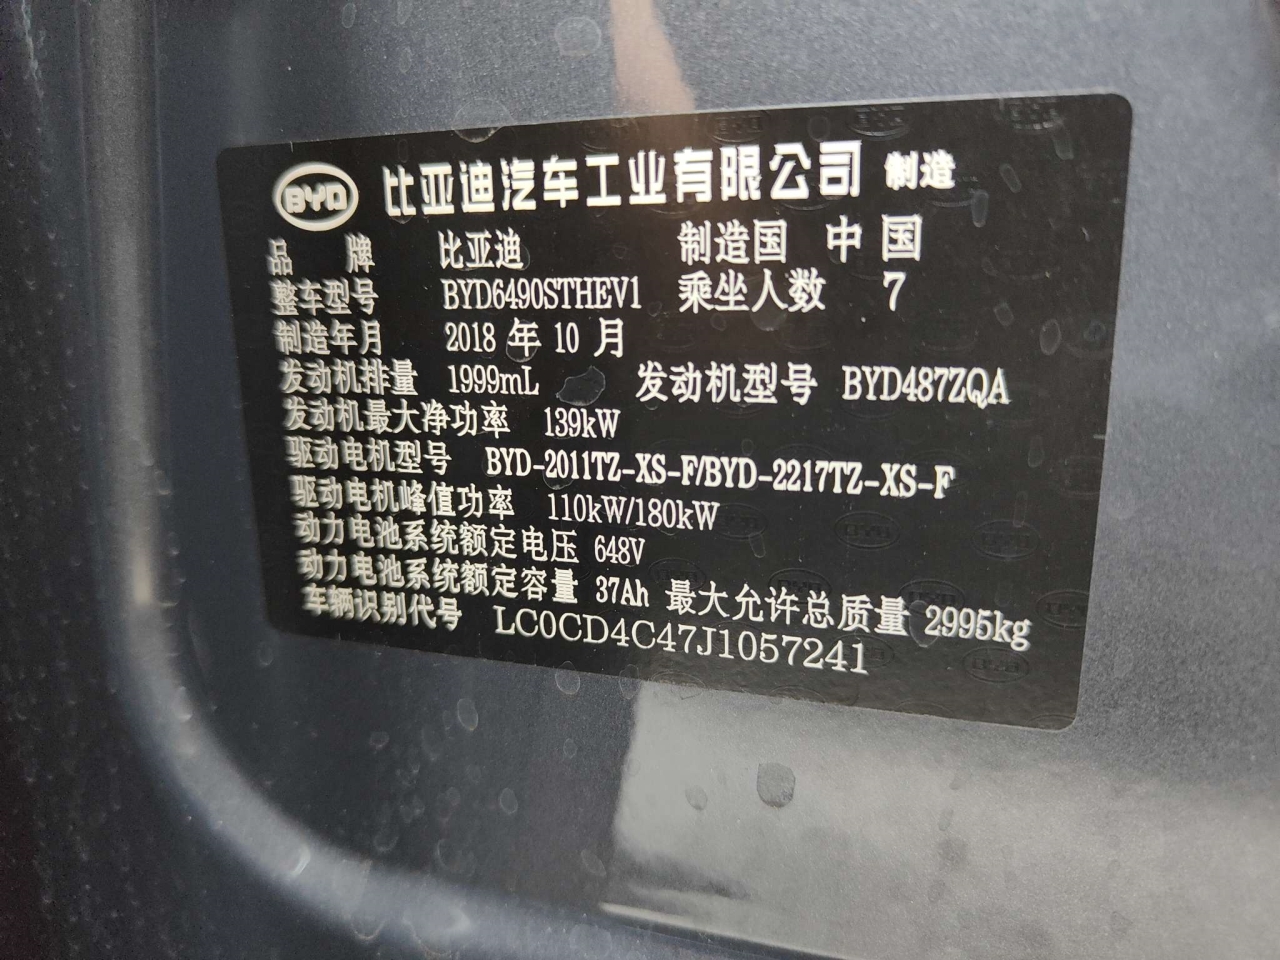 BYD 比亚迪汽车工业有限公司 制造
品牌 比亚迪 制造国 中国
整车型号 BYD6490STHEV1 乘坐人数 7
制造年月 2018 年 10 月
发动机排量 1999mL 发动机型号 BYD487ZQA
发动机最大净功率 139kW
驱动电机型号 BYD-2011TZ-XS-F/BYD-2217TZ-XS-F
驱动电机峰值功率 110kW/180kW
动力电池系统额定电压 648V
动力电池系统额定容量 37Ah 最大允许总质量 2995kg
车辆识别代号 LC0CD4C47J1057241